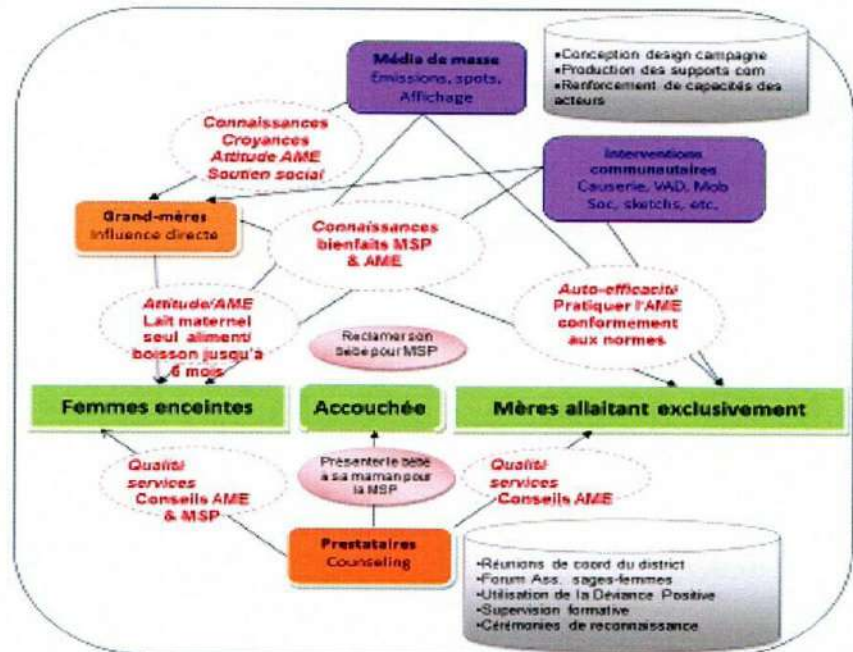 Média de masse
Emissions, spots,
Affichage
•Conception design campagne
•Production des supports com
•Renforcement de capacités des
acteurs
Connaissances
Croyances
Attitude AME
Soutien social
Interventions
communautaires
Causerie, VAD, Mob
Soc, sketchs, etc.
Grand-mères
Influence directe
Connaissances
bienfaits MSP
& AME
Attitude/AME
Lait maternel
seul aliment/
boisson jusqu'à
6 mois
Auto-efficacité
Pratiquer l'AME
conformement
aux normes
Réclamer son
bébé pour MSP
Femmes enceintes
Accouchée
Mères allaitant exclusivement
Qualité
services
Conseils AME
& MSP
Présenter le bébé
à sa maman pour
la MSP
Qualité
services
Conseils AME
Prestataires
Counseling
•Réunions de coord du district
•Forum Ass. sages-femmes
•Utilisation de la Déviance Positive
•Supervision formative
•Cérémonies de reconnaissance